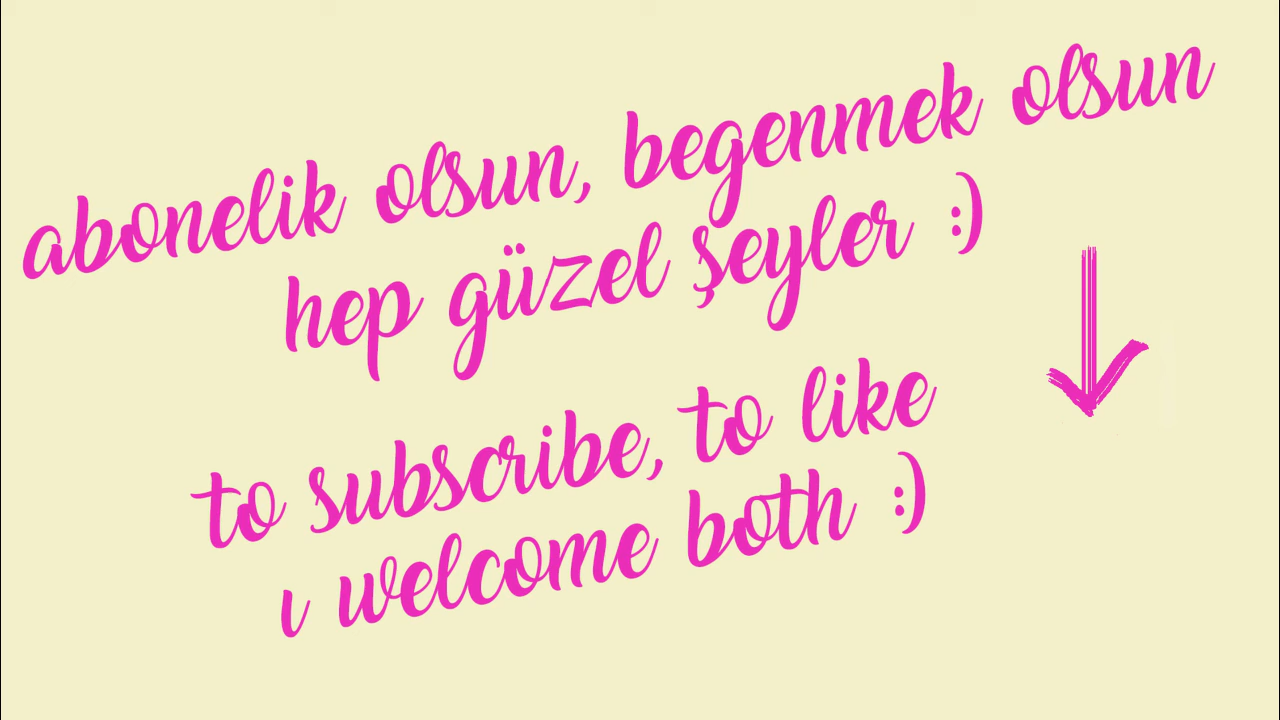 abonelik olsun, begenmek olsun
hep güzel şeyler :)
to subscribe, to like
ı welcome both :)